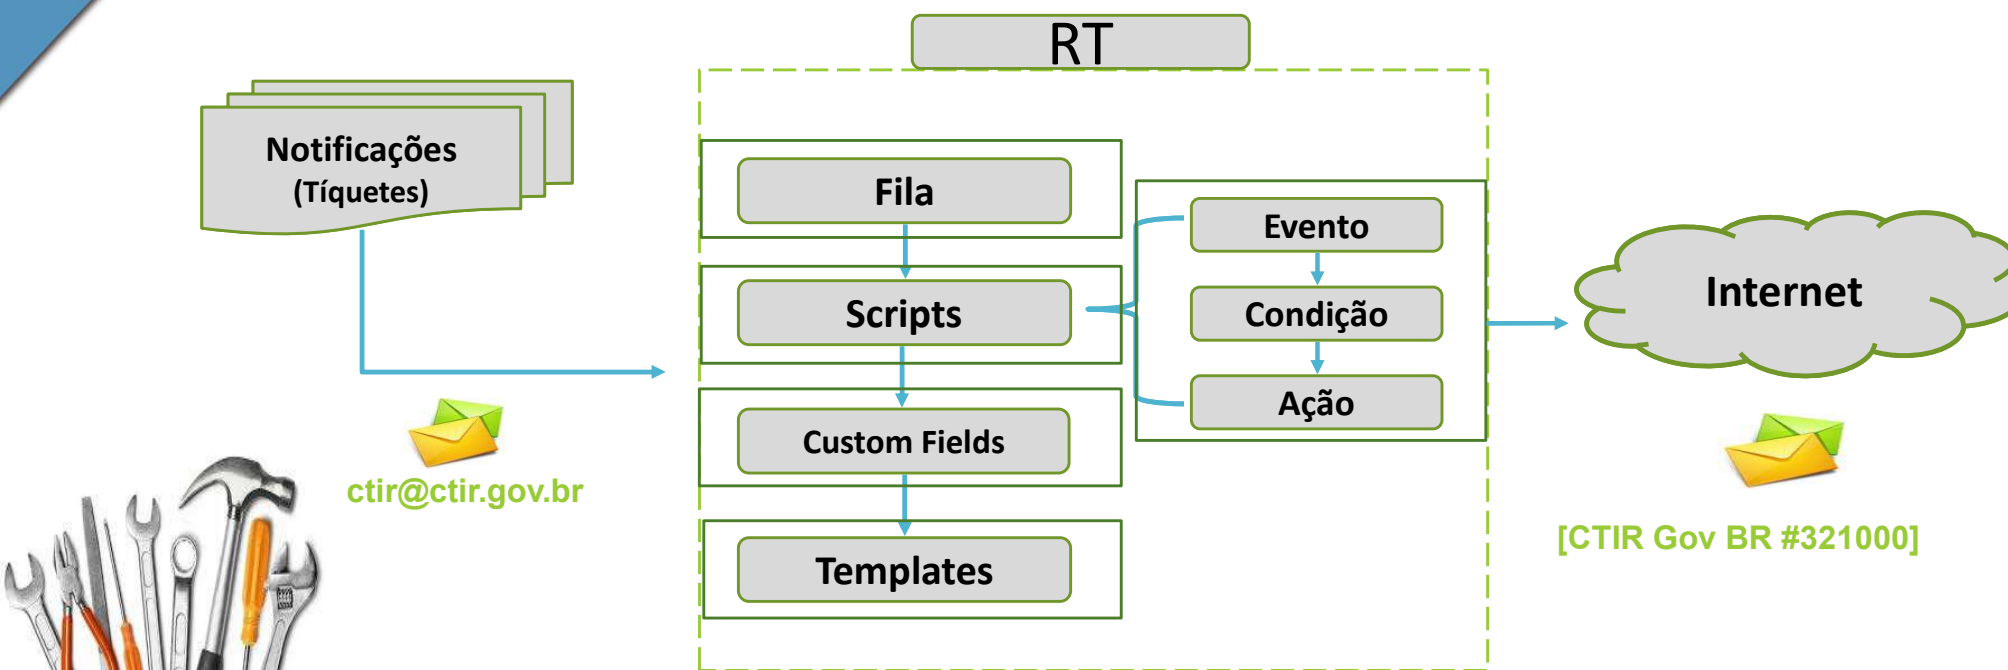 RT
Notificações
(Tíquetes)
ctir@ctir.gov.br
Fila
Scripts
Custom Fields
Templates
Evento
Condição
Ação
Internet
[CTIR Gov BR #321000]